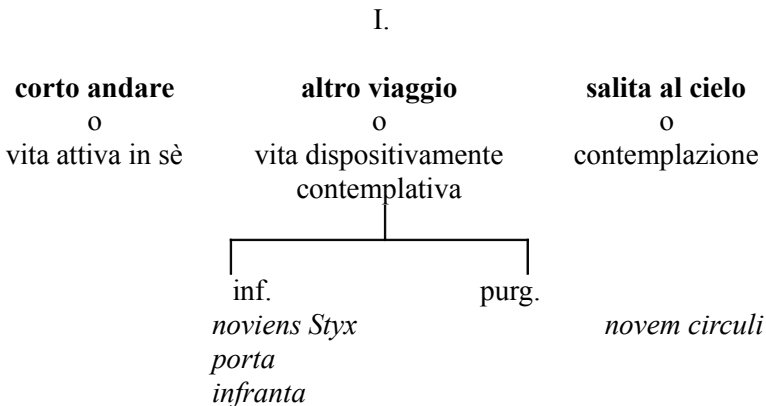 I.
corto andare altro viaggio salita al cielo
o o o
vita attiva in sè vita dispositivamente contemplazione
contemplativa
inf. purg.
noviens Styx novem circuli
porta
infranta